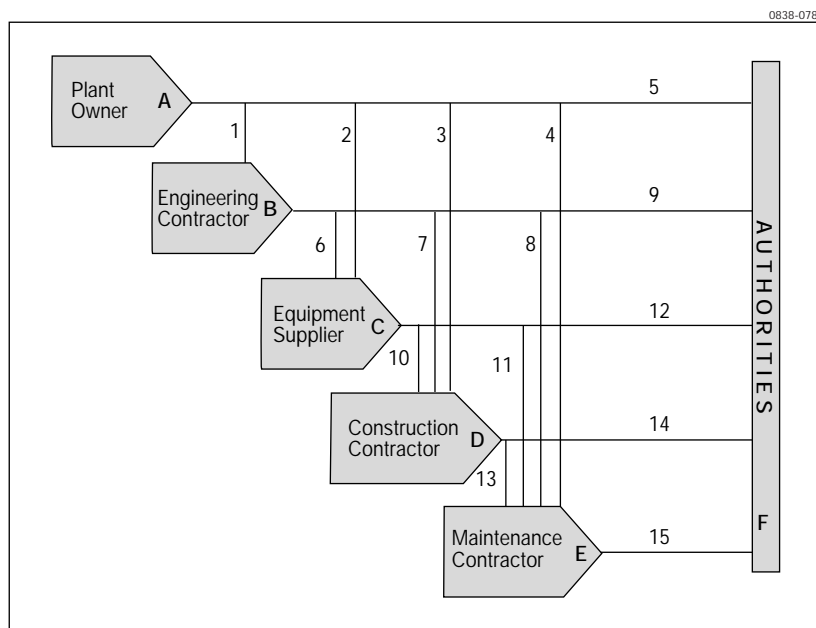 0838-078
Plant
Owner A
5
1
2
3
4
Engineering
Contractor B
9
6
7
8
Equipment
Supplier C
12
10
11
Construction
Contractor D
14
13
Maintenance
Contractor E
15
AUTHORITIES
F